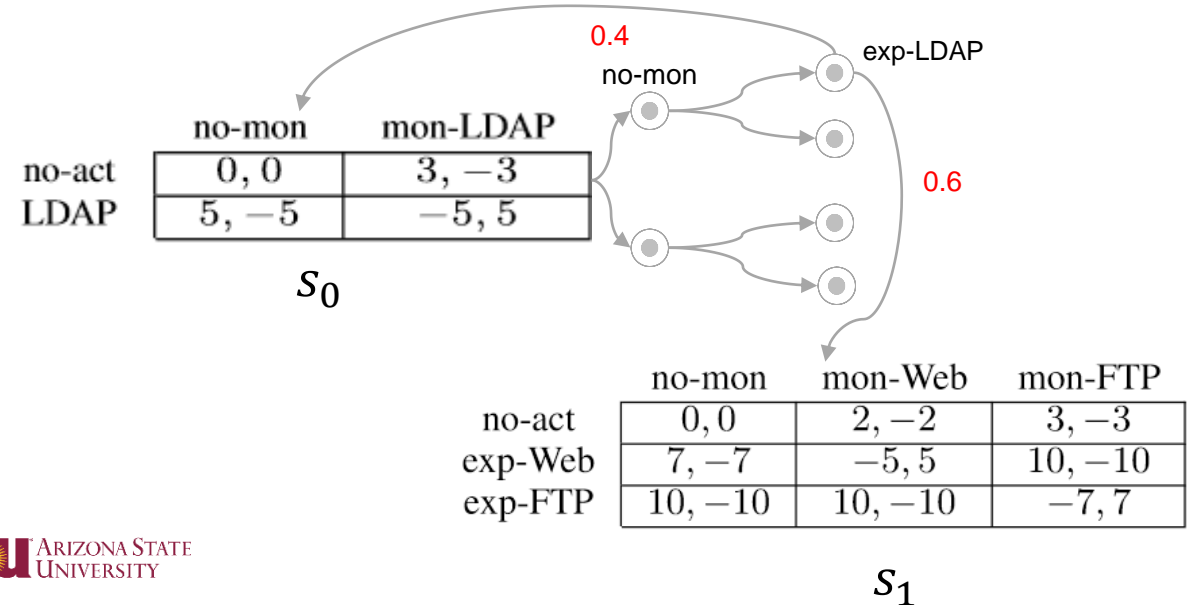 0.4
exp-LDAP
no-mon
no-mon mon-LDAP
no-act 0, 0 3, −3
LDAP 5, −5 −5, 5
0.6
s0
no-mon mon-Web mon-FTP
no-act 0, 0 2, −2 3, −3
exp-Web 7, −7 −5, 5 10, −10
exp-FTP 10, −10 10, −10 −7, 7
ARIZONA STATE
UNIVERSITY
s1